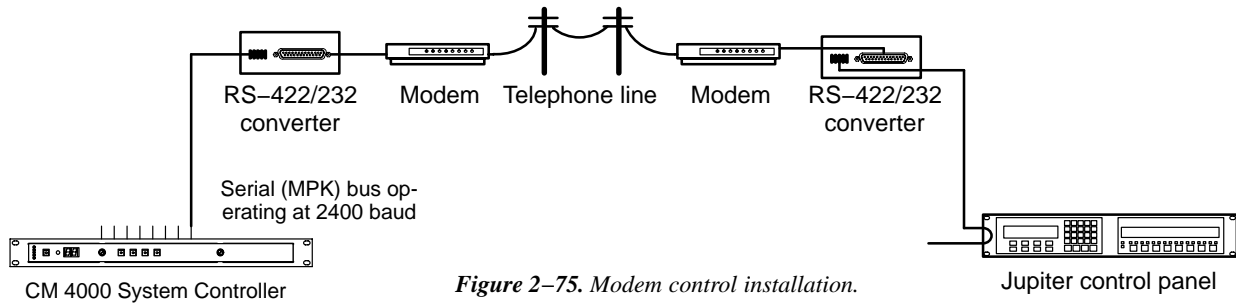 RS−422/232
converter
Modem
Telephone line
Modem
RS−422/232
converter
Serial (MPK) bus op-
erating at 2400 baud
CM 4000 System Controller
Figure 2−75. Modem control installation.
Jupiter control panel